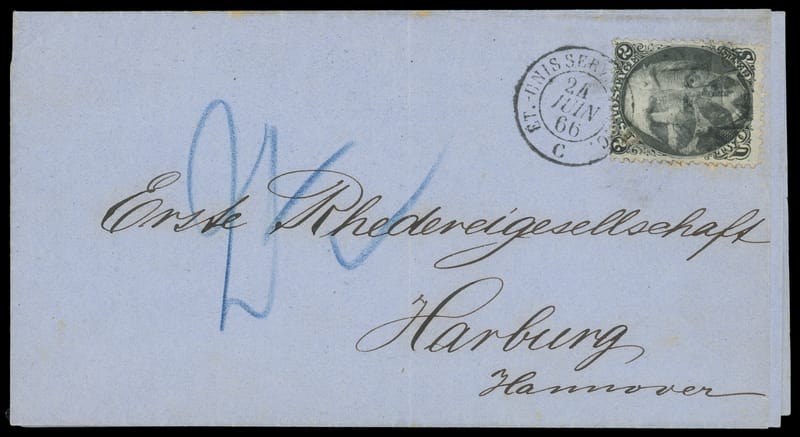 ET.-UNIS SERV.
24
JUIN
66
C
Erste Rhedereigesellschaft
Harburg
Hannover